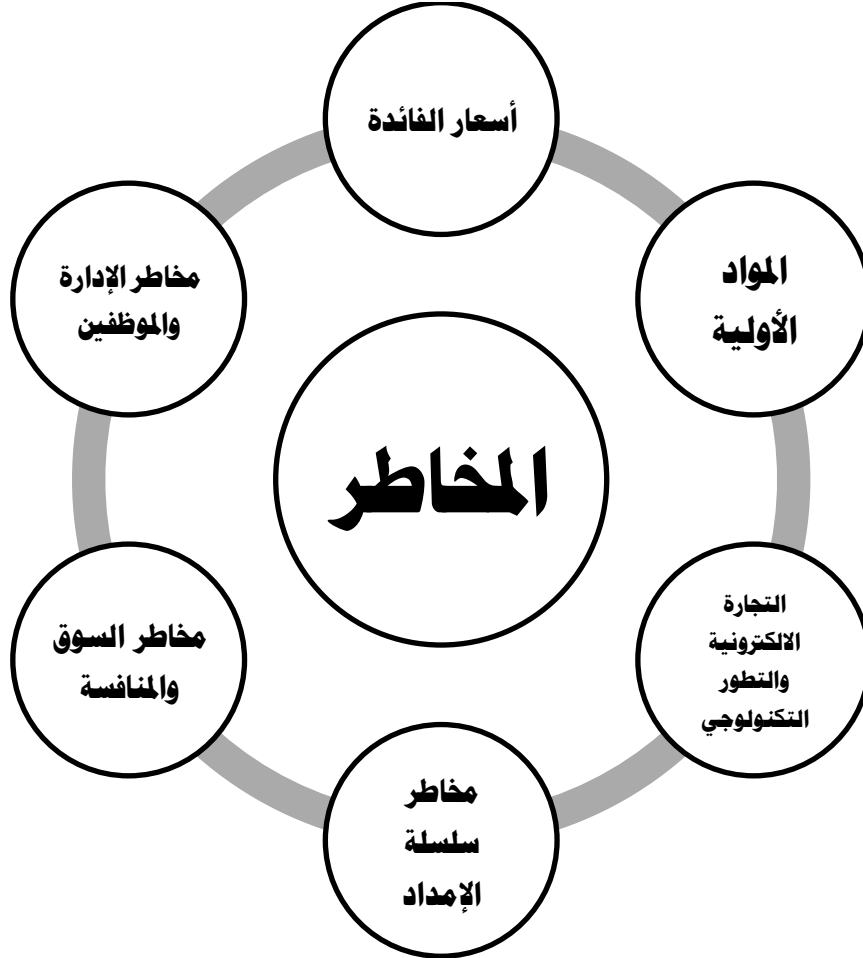 أسعار الفائدة
المواد
الأولية
التجارة
الالكترونية
والتطور
التكنولوجي
مخاطر
سلسلة
الإمداد
مخاطر السوق
والمنافسة
مخاطر الإدارة
والموظفين
المخاطر